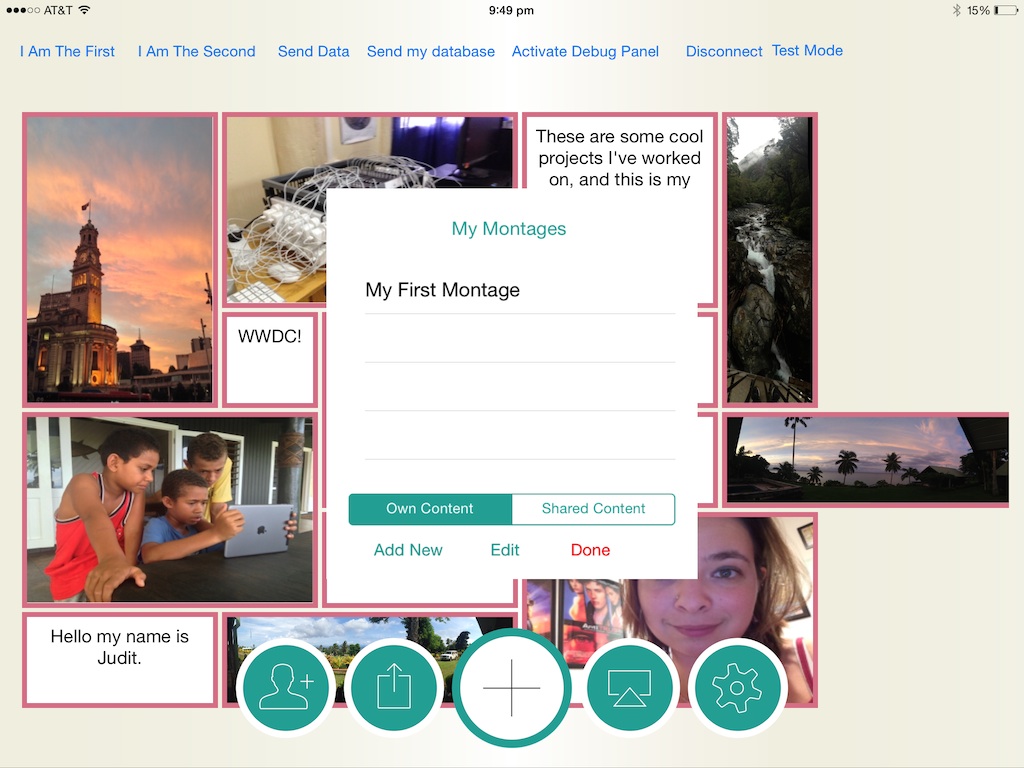 AT&T
9:49 pm
15%
I Am The First
I Am The Second
Send Data
Send my database
Activate Debug Panel
Disconnect
Test Mode
These are some cool
projects I've worked
on, and this is my
My Montages
My First Montage
WWDC!
Own Content
Shared Content
Add New
Edit
Done
Hello my name is
Judit.